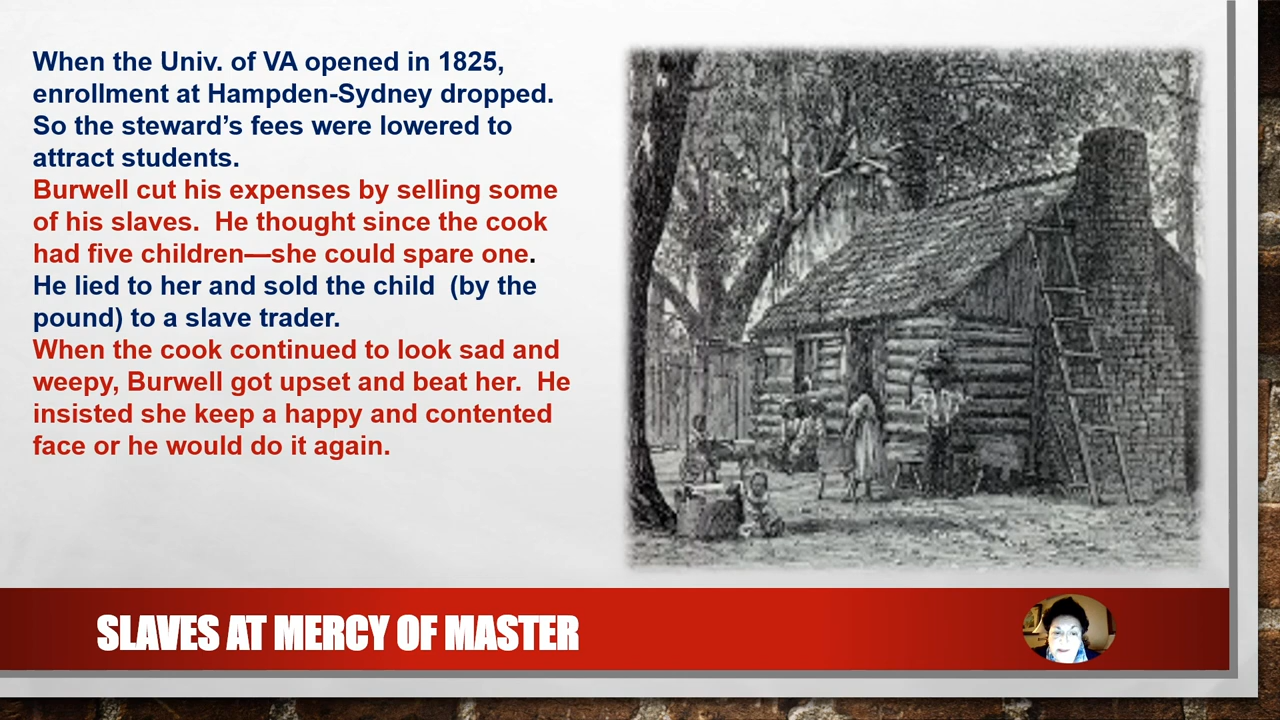 When the Univ. of VA opened in 1825,
enrollment at Hampden-Sydney dropped.
So the steward’s fees were lowered to
attract students.
Burwell cut his expenses by selling some
of his slaves.  He thought since the cook
had five children—she could spare one.
He lied to her and sold the child  (by the
pound) to a slave trader.
When the cook continued to look sad and
weepy, Burwell got upset and beat her.  He
insisted she keep a happy and contented
face or he would do it again.
SLAVES AT MERCY OF MASTER